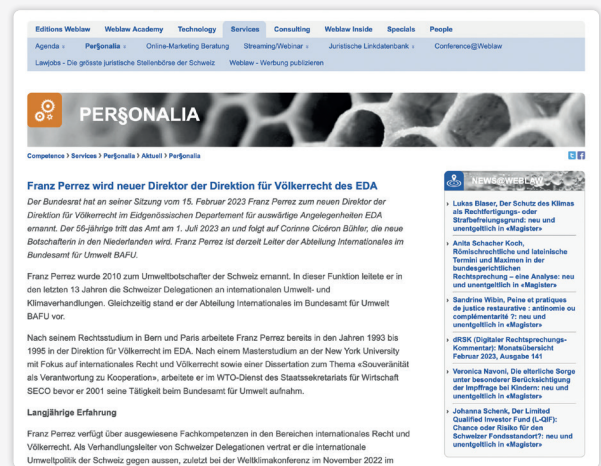 Editions Weblaw Weblaw Academy Technology Services Consulting Weblaw Inside Specials People
Agenda Per§onalia Online-Marketing Beratung Streaming/Webinar Juristische Linkdatenbank Conference@Weblaw
Lawjobs - Die grösste juristische Stellenbörse der Schweiz Weblaw - Werbung publizieren
PER§ONALIA
Competence > Services > Per§onalia > Aktuell > Per§onalia
Franz Perrez wird neuer Direktor der Direktion für Völkerrecht des EDA
Der Bundesrat hat an seiner Sitzung vom 15. Februar 2023 Franz Perrez zum neuen Direktor der
Direktion für Völkerrecht im Eidgenössischen Departement für auswärtige Angelegenheiten EDA
ernannt. Der 56-jährige tritt das Amt am 1. Juli 2023 an und folgt auf Corinne Cicéron Bühler, die neue
Botschafterin in den Niederlanden wird. Franz Perrez ist derzeit Leiter der Abteilung Internationales im
Bundesamt für Umwelt BAFU.
Franz Perrez wurde 2010 zum Umweltbotschafter der Schweiz ernannt. In dieser Funktion leitete er in
den letzten 13 Jahren die Schweizer Delegationen an internationalen Umwelt- und
Klimaverhandlungen. Gleichzeitig stand er der Abteilung Internationales im Bundesamt für Umwelt
BAFU vor.
Nach seinem Rechtsstudium in Bern und Paris arbeitete Franz Perrez bereits in den Jahren 1993 bis
1995 in der Direktion für Völkerrecht im EDA. Nach einem Masterstudium an der New York University
mit Fokus auf internationales Recht und Völkerrecht sowie einer Dissertation zum Thema «Souveränität
als Verantwortung zu Kooperation», arbeitete er im WTO-Dienst des Staatssekretariats für Wirtschaft
SECO bevor er 2001 seine Tätigkeit beim Bundesamt für Umwelt aufnahm.
Langjährige Erfahrung
Franz Perrez verfügt über ausgewiesene Fachkompetenzen in den Bereichen internationales Recht und
Völkerrecht. Als Verhandlungsleiter von Schweizer Delegationen vertrat er die internationale
Umweltpolitik der Schweiz gegen aussen, zuletzt bei der Weltklimakonferenz im November 2022 im
NEWS@WEBLAW
Lukas Blaser, Der Schutz des Klimas
als Rechtfertigungs- oder
Strafbefreiungsgrund: neu und
unentgeltlich in «Magister»
Anita Schacher Koch,
Römischrechtliche und lateinische
Termini und Maximen in der
bundesgerichtlichen
Rechtsprechung – eine Analyse: neu
und unentgeltlich in «Magister»
Sandrine Wibin, Peine et pratiques
de justice restaurative : antinomie ou
complémentarité ?: neu und
unentgeltlich in «Magister»
dRSK (Digitaler Rechtsprechungs-
Kommentar): Monatsübersicht
Februar 2023, Ausgabe 141
Veronica Navoni, Die elterliche Sorge
unter besonderer Berücksichtigung
der Impffrage bei Kindern: neu und
unentgeltlich in «Magister»
Johanna Schenk, Der Limited
Qualified Investor Fund (L-QIF):
Chance oder Risiko für den
Schweizer Fondsstandort?: neu und
unentgeltlich in «Magister»